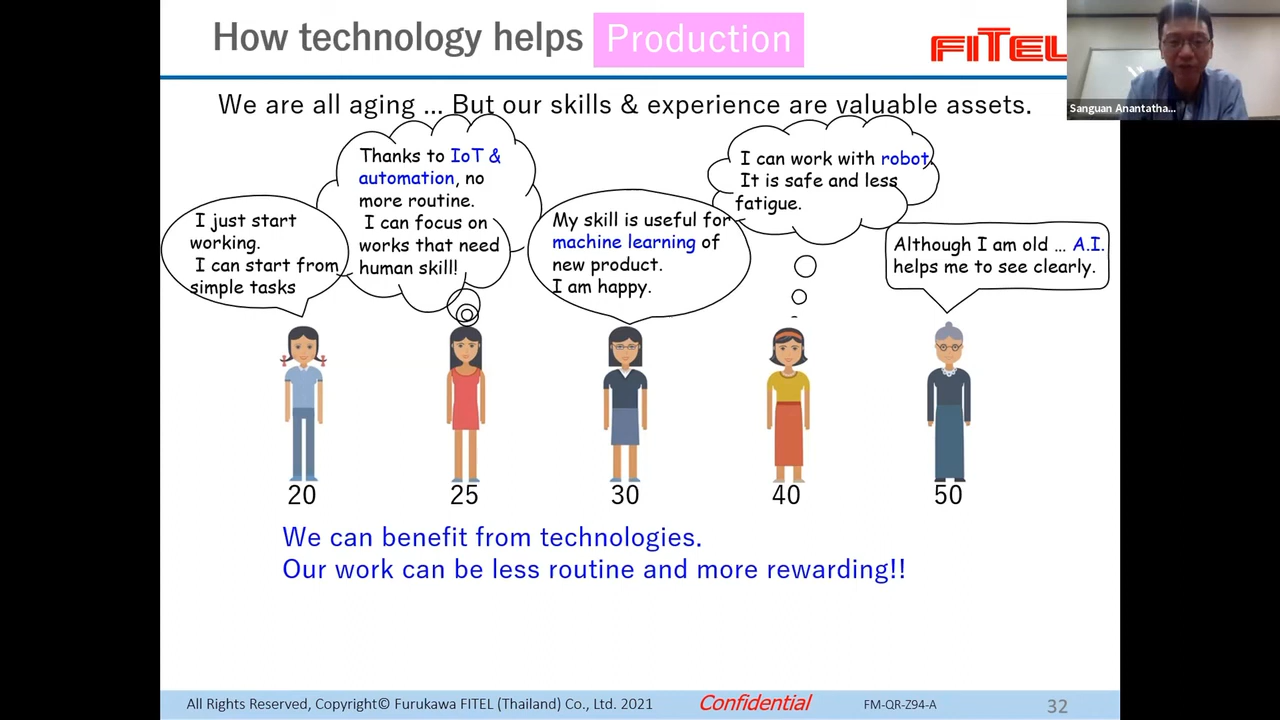 How technology helps Production
FITEL
Sanguan Anantatha...
We are all aging ... But our skills & experience are valuable assets.
I just start
working.
I can start from
simple tasks
Thanks to IoT &
automation, no
more routine.
I can focus on
works that need
human skill!
My skill is useful for
machine learning of
new product.
I am happy.
I can work with robot.
It is safe and less
fatigue.
Although I am old ... A.I.
helps me to see clearly.
20
25
30
40
50
We can benefit from technologies.
Our work can be less routine and more rewarding!!
All Rights Reserved, Copyright© Furukawa FITEL (Thailand) Co., Ltd. 2021
Confidential
FM-QR-Z94-A
32